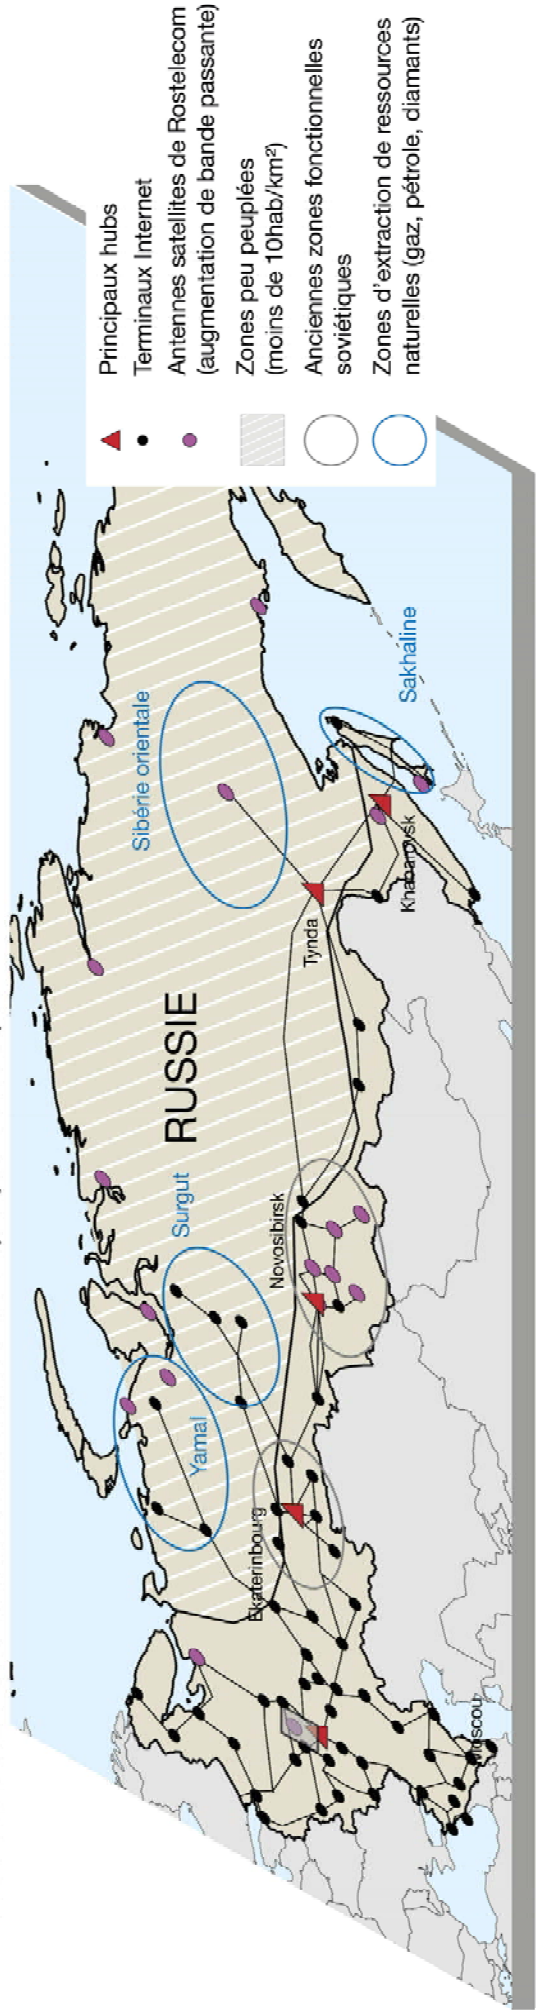 Principaux hubs
Terminaux Internet
Antennes satellites de Rostelecom
(augmentation de bande passante)
Zones peu peuplées
(moins de 10hab/km²)
Anciennes zones fonctionnelles
soviétiques
Zones d'extraction de ressources
naturelles (gaz, pétrole, diamants)
Sibérie orientale
Sakhaline
RUSSIE
Tynda
Khabarovsk
Surgut
Novosibirsk
Yamal
Ekaterinbourg
Moscou